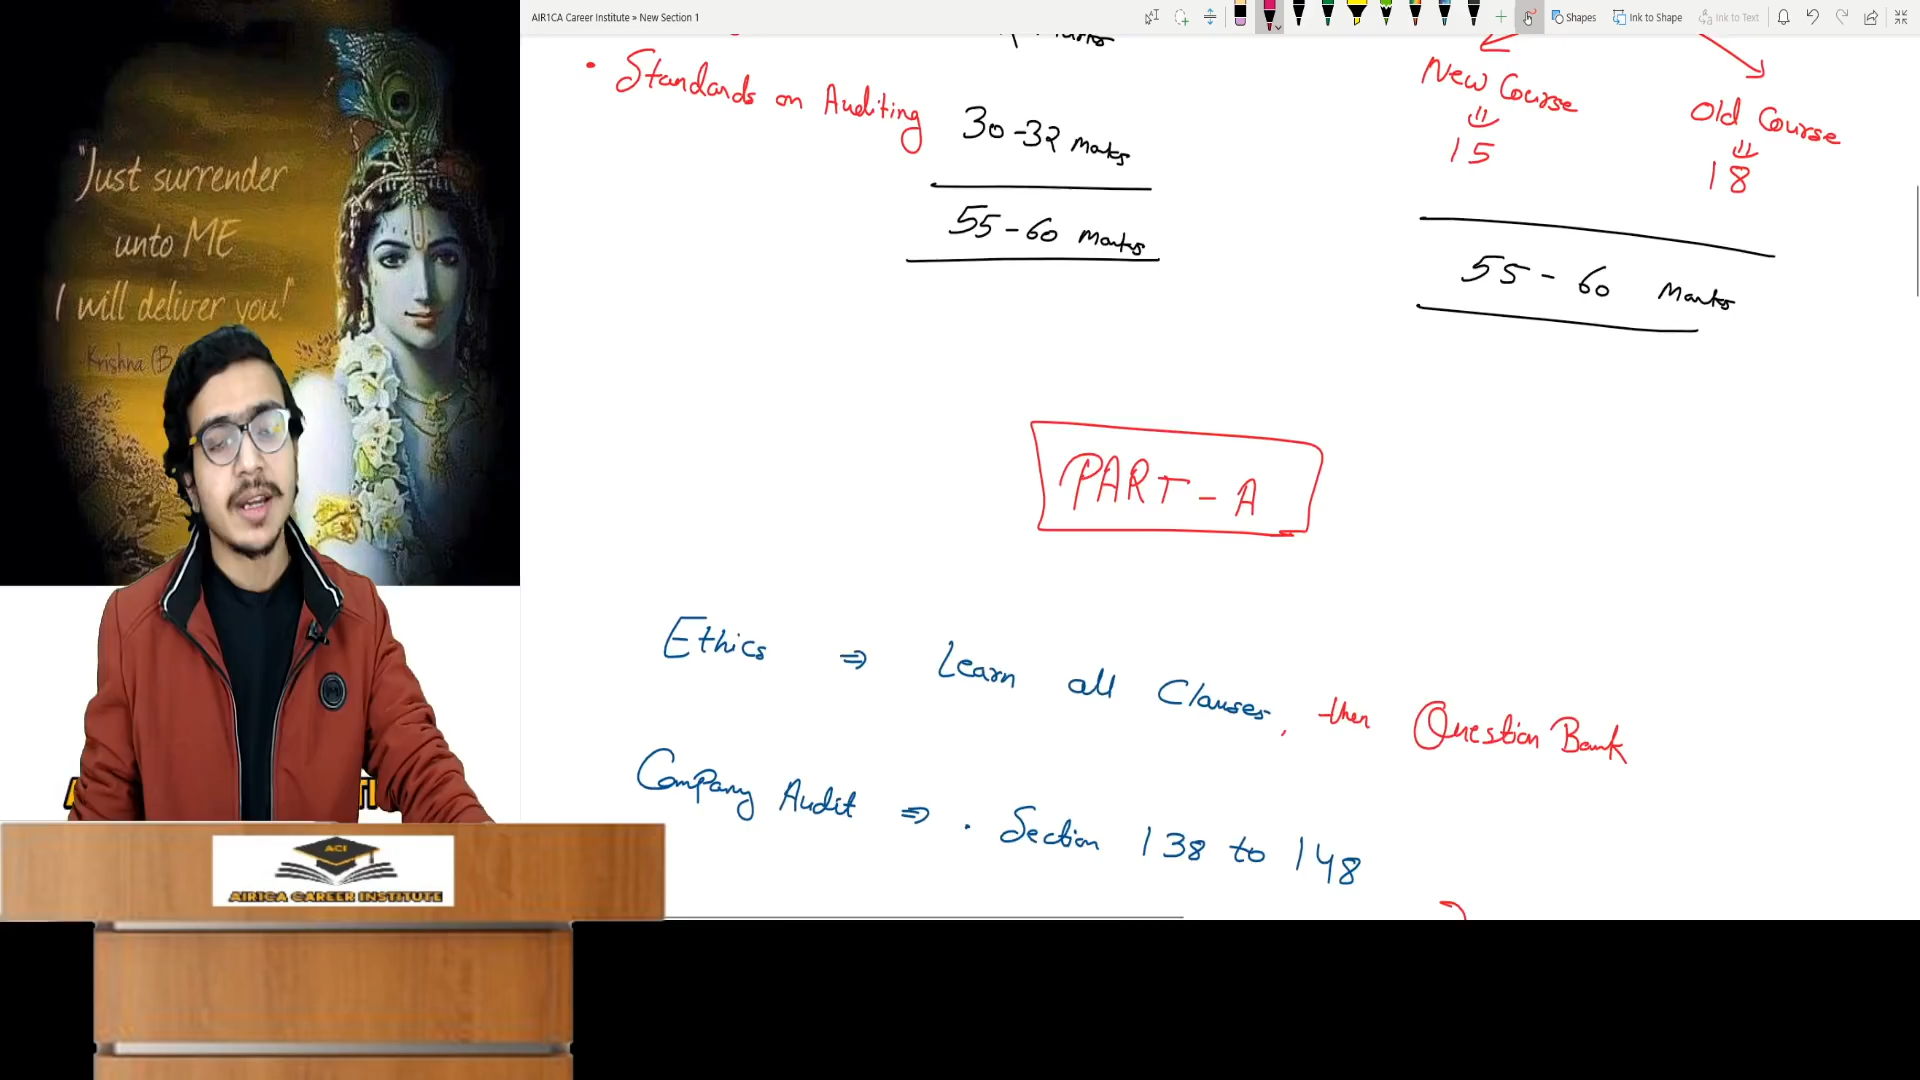 AIR1CA Career Institute » New Section 1
Shapes
Ink to Shape
Ink to Text
"Just surrender
unto ME
I will deliver you!"
Krishna (B
• Standards on Auditing
30-32 Marks
55-60 Marks
New Course
15
Old Course
18
55 - 60 Marks
PART-A
Ethics ⇒ Learn all Clauses, then Question Bank
Company Audit ⇒ • Section 138 to 148
ACI
AIR1CA CAREER INSTITUTE